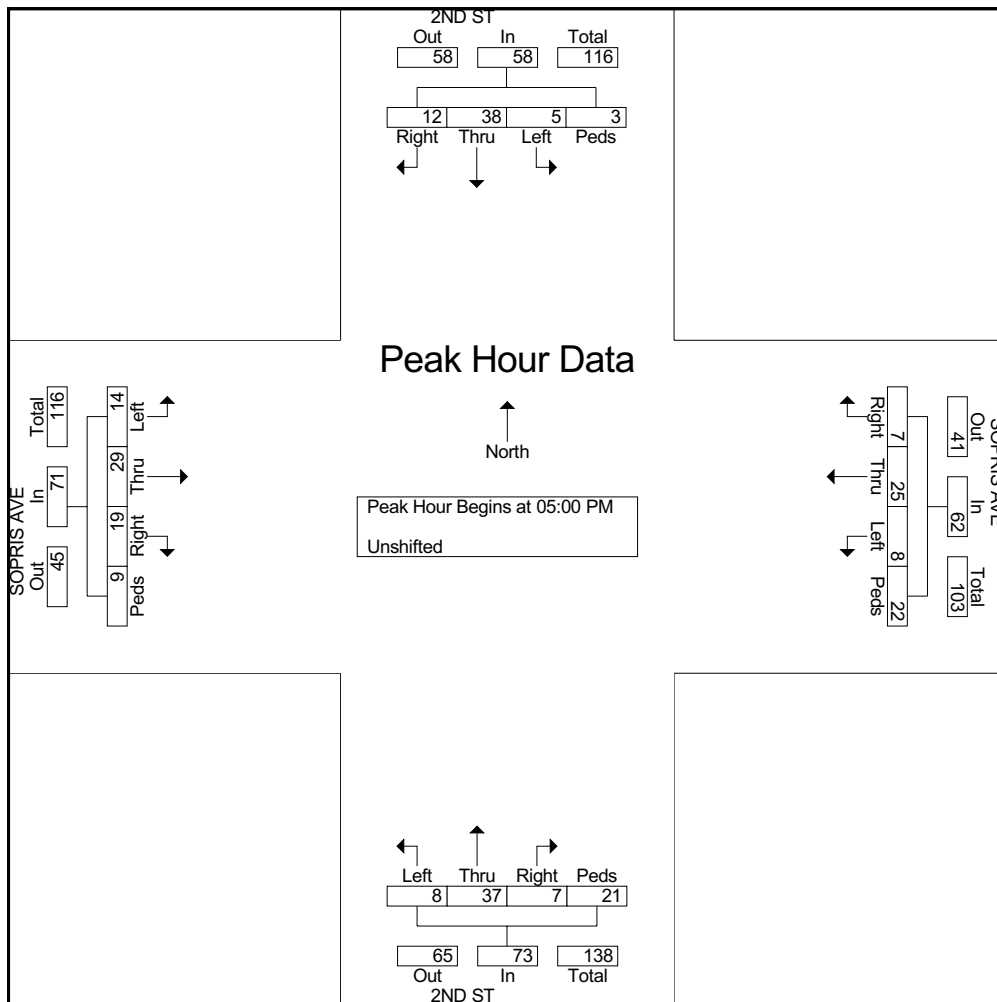 2ND ST
Out In Total
58 58 116
12 38 5 3
Right Thru Left Peds
Peak Hour Data
North
Peak Hour Begins at 05:00 PM
Unshifted
SOPRIS AVE
Out In Total
45 71 116
14 29 19 9
Left Thru Right Peds
SOPRIS AVE
Out In Total
41 62 103
7 25 8 22
Right Thru Left Peds
Left Thru Right Peds
8 37 7 21
65 73 138
Out In Total
2ND ST